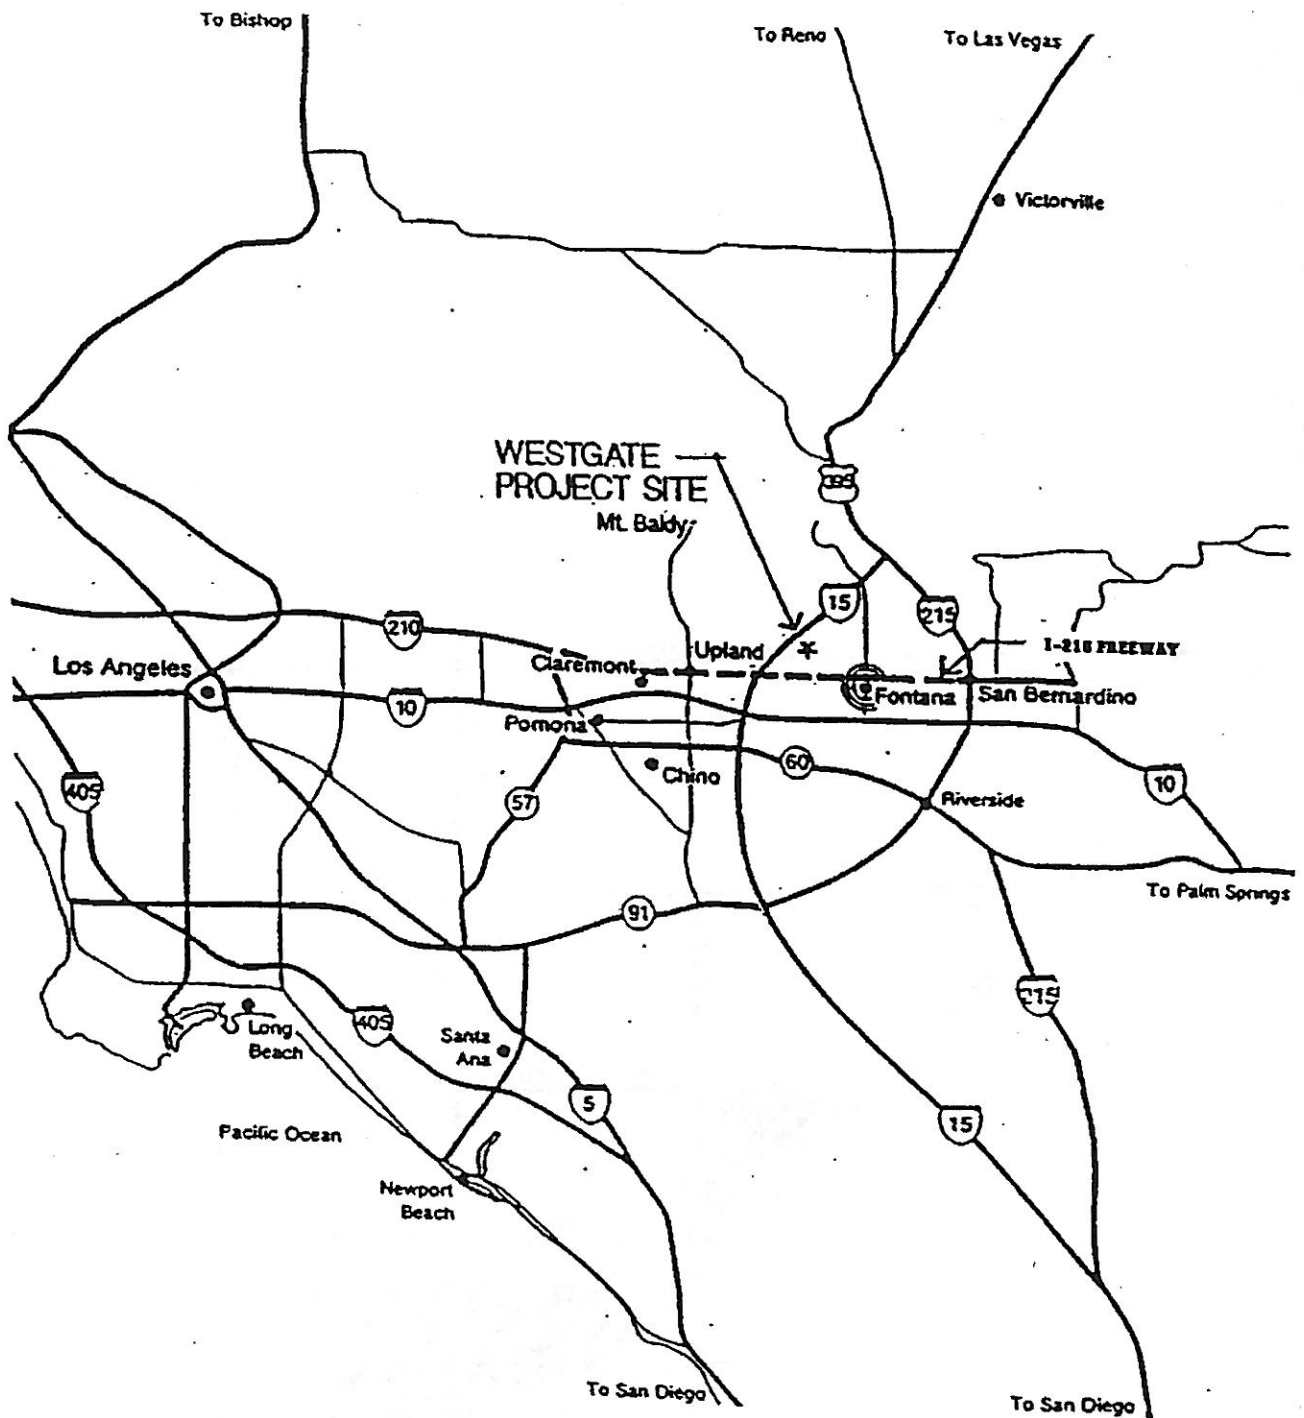 To Bishop
To Reno
To Las Vegas
Victorville
WESTGATE
PROJECT SITE
Mt. Baldy
395
15
215
210
I-216 FREEWAY
Upland
Claremont
Los Angeles
10
Fontana
San Bernardino
Pomona
60
Chino
405
57
10
Riverside
To Palm Springs
91
215
Long
Beach
405
Santa
Ana
5
15
Pacific Ocean
Newport
Beach
To San Diego
To San Diego